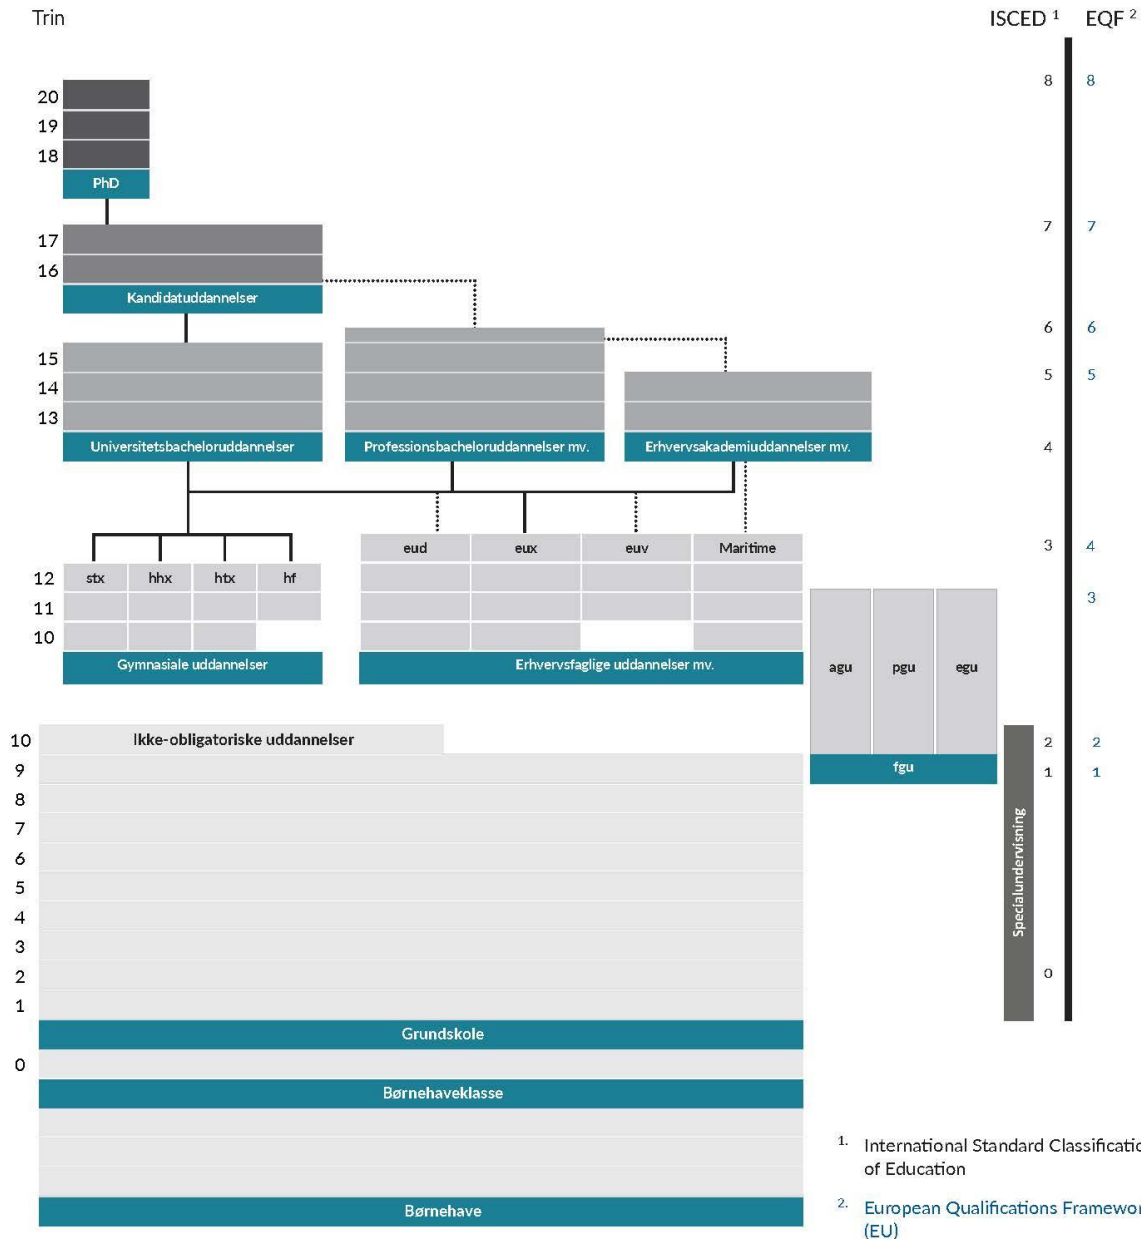 Trin
ISCED 1 EQF 2
8 8
20
19
18
PhD
17
7 7
16
Kandidatuddannelser
6 6
15
5 5
14
13
Universitetsbacheloruddannelser
Professionsbacheloruddannelser mv.
Erhvervsakademiuddannelser mv.
4
eud eux euv Maritime
3 4
12 stx hhx htx hf
11
3
10
Gymnasiale uddannelser
Erhvervsfaglige uddannelser mv.
agu pgu egu
10 Ikke-obligatoriske uddannelser
2 2
9
fgu
1 1
8
7
6
5
4
3
2
1
Specialundervisning
0
Grundskole
0
Børnehaveklasse
Børnehave
1. International Standard Classificatio
of Education
2. European Qualifications Framewor
(EU)